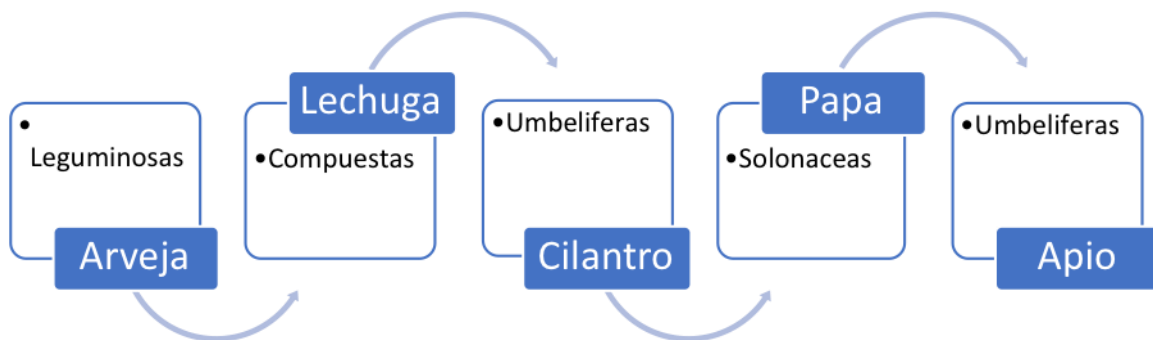 •
Leguminosas
Arveja
Lechuga
•Compuestas
•Umbeliferas
Cilantro
Papa
•Solonaceas
•Umbeliferas
Apio